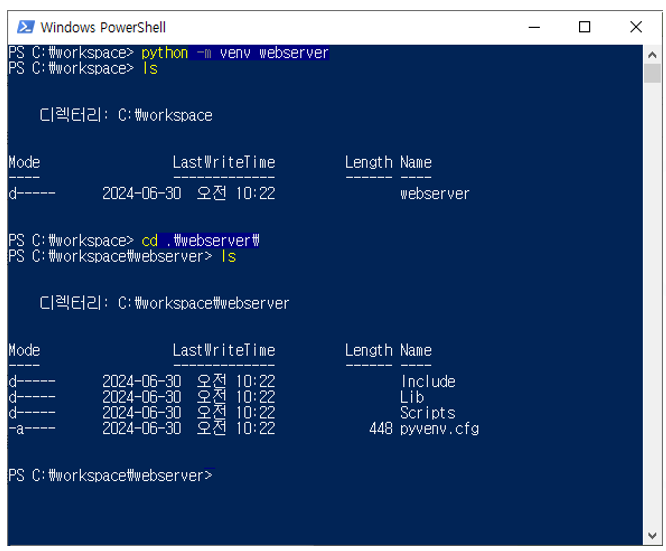 Windows PowerShell
PS C:₩workspace> python -m venv webserver
PS C:₩workspace> ls
디렉터리: C:₩workspace
Mode LastWriteTime Length Name
---- ------------- ------ ----
d----- 2024-06-30 오전 10:22 webserver
PS C:₩workspace> cd .₩webserver₩
PS C:₩workspace₩webserver> ls
디렉터리: C:₩workspace₩webserver
Mode LastWriteTime Length Name
---- ------------- ------ ----
d----- 2024-06-30 오전 10:22 Include
d----- 2024-06-30 오전 10:22 Lib
d----- 2024-06-30 오전 10:22 Scripts
-a---- 2024-06-30 오전 10:22 448 pyvenv.cfg
PS C:₩workspace₩webserver>